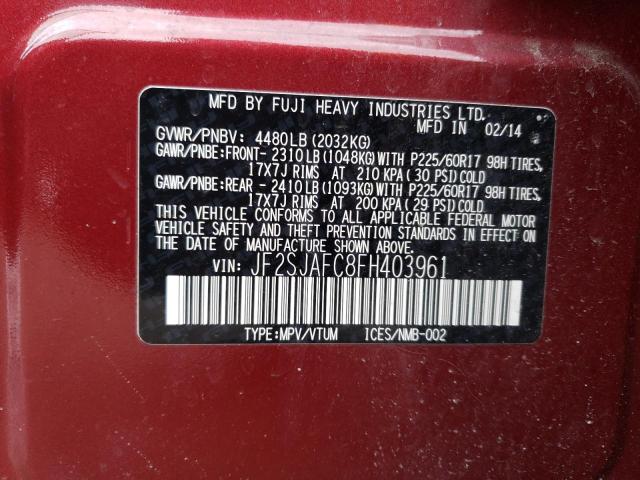 MFD BY FUJI HEAVY INDUSTRIES LTD.
MFD IN 02/14
GVWR/PNBV: 4480LB(2032KG)
GAWR/PNBE:FRONT- 2310LB(1048KG)WITH P225/60R17 98H TIRES,
17X7J RIMS AT 210 KPA(30 PSI)COLD
GAWR/PNBE:REAR - 2410LB(1093KG)WITH P225/60R17 98H TIRES,
17X7J RIMS AT 200 KPA(29 PSI)COLD
THIS VEHICLE CONFORMS TO ALL APPLICABLE FEDERAL MOTOR
VEHICLE SAFETY AND THEFT PREVENTION STANDARDS IN EFFECT ON
THE DATE OF MANUFACTURE SHOWN ABOVE.
VIN: JF2SJAFC8FH403961
TYPE:MPV/VTUM ICES/NMB-002